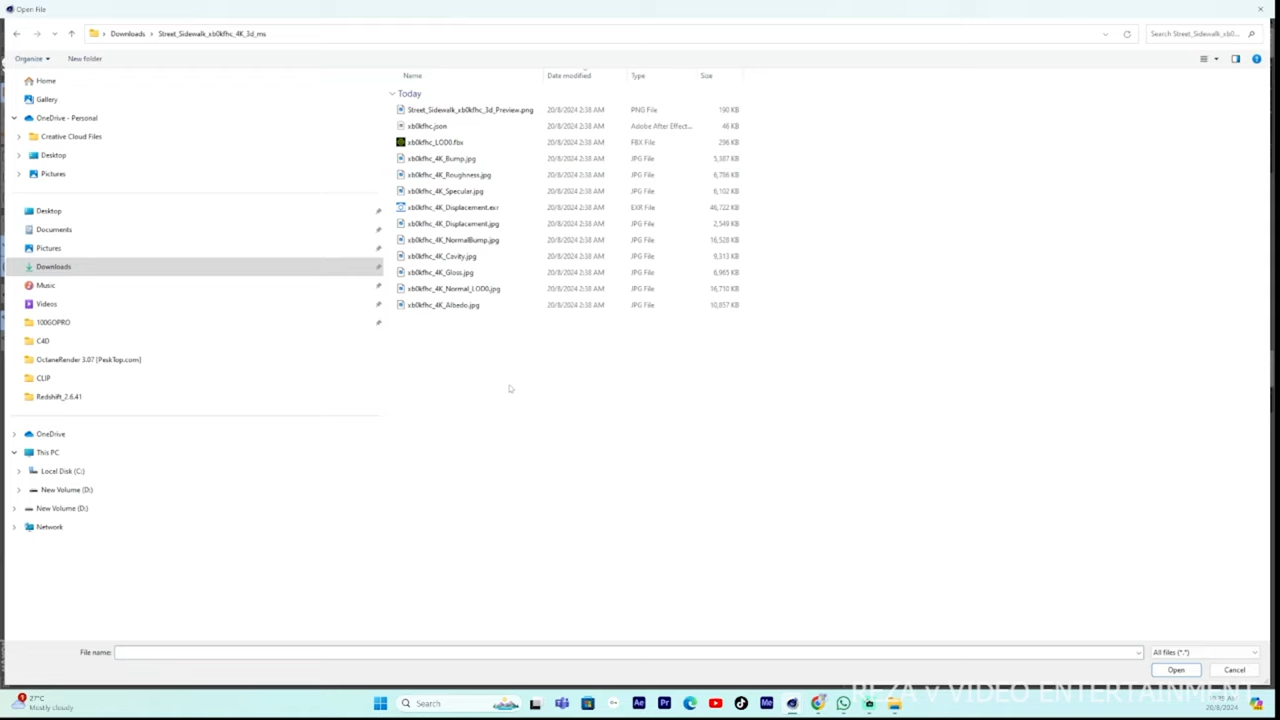 Open File
Downloads > Street_Sidewalk_xb0kfhc_4K_3d_ms
Search Street_Sidewalk_xb0...
Organize
New folder
Name
Date modified
Type
Size
Home
Gallery
OneDrive - Personal
Creative Cloud Files
Desktop
Pictures
Desktop
Documents
Pictures
Downloads
Music
Videos
100GOPRO
C4D
OctaneRender 3.07 [PeskTop.com]
CLIP
Redshift_2.6.41
OneDrive
This PC
Local Disk (C:)
New Volume (D:)
New Volume (D:)
Network
Today
Street_Sidewalk_xb0kfhc_3d_Preview.png 20/8/2024 2:38 AM PNG File 190 KB
xb0kfhc.json 20/8/2024 2:38 AM Adobe After Effect... 46 KB
xb0kfhc_LOD0.fbx 20/8/2024 2:38 AM FBX File 296 KB
xb0kfhc_4K_Bump.jpg 20/8/2024 2:38 AM JPG File 5,387 KB
xb0kfhc_4K_Roughness.jpg 20/8/2024 2:38 AM JPG File 6,786 KB
xb0kfhc_4K_Specular.jpg 20/8/2024 2:38 AM JPG File 6,102 KB
xb0kfhc_4K_Displacement.exr 20/8/2024 2:38 AM EXR File 46,722 KB
xb0kfhc_4K_Displacement.jpg 20/8/2024 2:38 AM JPG File 2,549 KB
xb0kfhc_4K_NormalBump.jpg 20/8/2024 2:38 AM JPG File 16,528 KB
xb0kfhc_4K_Cavity.jpg 20/8/2024 2:38 AM JPG File 9,313 KB
xb0kfhc_4K_Gloss.jpg 20/8/2024 2:38 AM JPG File 6,965 KB
xb0kfhc_4K_Normal_LOD0.jpg 20/8/2024 2:38 AM JPG File 16,710 KB
xb0kfhc_4K_Albedo.jpg 20/8/2024 2:38 AM JPG File 10,857 KB
File name:
All files (*.*)
Open
Cancel
27°C
Mostly cloudy
Search
REZA v VIDEO ENTERTAINMENT
20/8/2024